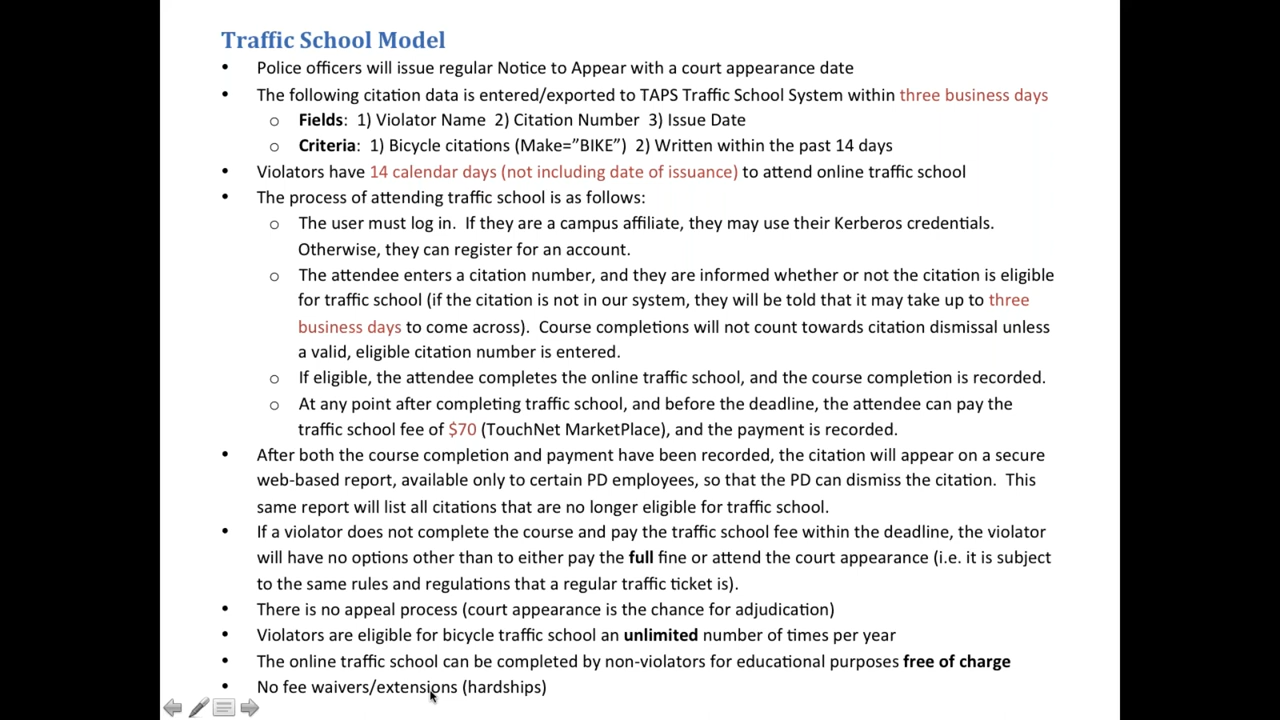 Traffic School Model
• Police officers will issue regular Notice to Appear with a court appearance date
• The following citation data is entered/exported to TAPS Traffic School System within three business days
o Fields: 1) Violator Name 2) Citation Number 3) Issue Date
o Criteria: 1) Bicycle citations (Make=”BIKE”) 2) Written within the past 14 days
• Violators have 14 calendar days (not including date of issuance) to attend online traffic school
• The process of attending traffic school is as follows:
o The user must log in. If they are a campus affiliate, they may use their Kerberos credentials.
Otherwise, they can register for an account.
o The attendee enters a citation number, and they are informed whether or not the citation is eligible
for traffic school (if the citation is not in our system, they will be told that it may take up to three
business days to come across). Course completions will not count towards citation dismissal unless
a valid, eligible citation number is entered.
o If eligible, the attendee completes the online traffic school, and the course completion is recorded.
o At any point after completing traffic school, and before the deadline, the attendee can pay the
traffic school fee of $70 (TouchNet MarketPlace), and the payment is recorded.
• After both the course completion and payment have been recorded, the citation will appear on a secure
web-based report, available only to certain PD employees, so that the PD can dismiss the citation. This
same report will list all citations that are no longer eligible for traffic school.
• If a violator does not complete the course and pay the traffic school fee within the deadline, the violator
will have no options other than to either pay the full fine or attend the court appearance (i.e. it is subject
to the same rules and regulations that a regular traffic ticket is).
• There is no appeal process (court appearance is the chance for adjudication)
• Violators are eligible for bicycle traffic school an unlimited number of times per year
• The online traffic school can be completed by non-violators for educational purposes free of charge
• No fee waivers/extensions (hardships)